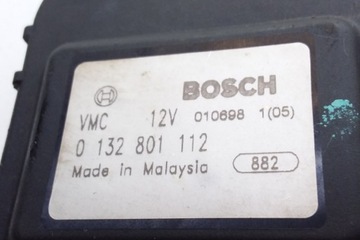 BOSCH
VMC 12V 010698 1(05)
0 132 801 112
Made in Malaysia 882